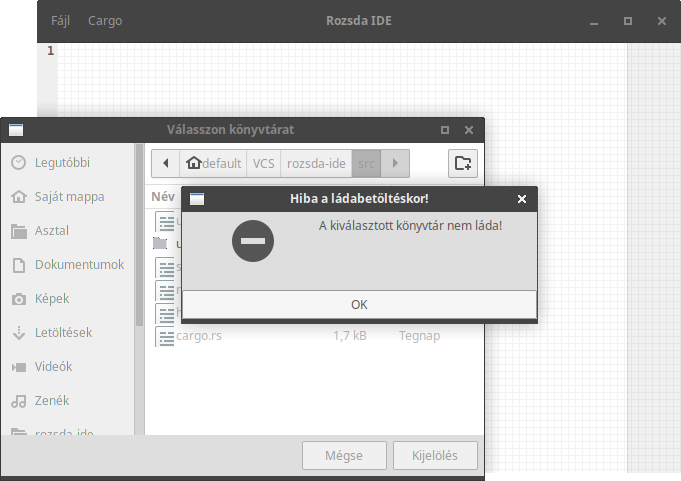 Fájl Cargo Rozsda IDE
1
Válasszon könyvtárat
Legutóbbi
Saját mappa
Asztal
Dokumentumok
Képek
Letöltések
Videók
Zenék
rozsda-ide
default VCS rozsda-ide src
Név
Hiba a ládabetöltéskor!
A kiválasztott könyvtár nem láda!
OK
cargo.rs 1,7 kB Tegnap
Mégse Kijelölés